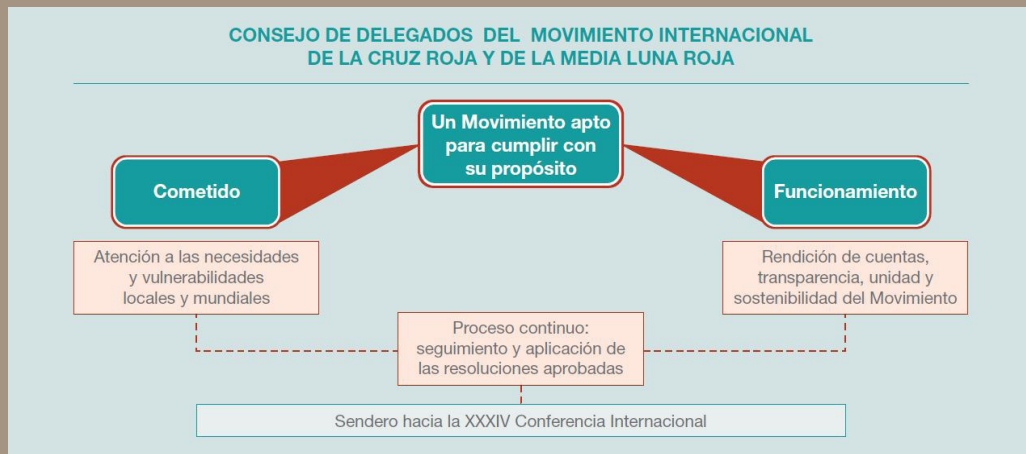 CONSEJO DE DELEGADOS DEL MOVIMIENTO INTERNACIONAL
DE LA CRUZ ROJA Y DE LA MEDIA LUNA ROJA
Un Movimiento apto
para cumplir con
su propósito
Cometido
Funcionamiento
Atención a las necesidades
y vulnerabilidades
locales y mundiales
Rendición de cuentas,
transparencia, unidad y
sostenibilidad del Movimiento
Proceso continuo:
seguimiento y aplicación de
las resoluciones aprobadas
Sendero hacia la XXXIV Conferencia Internacional